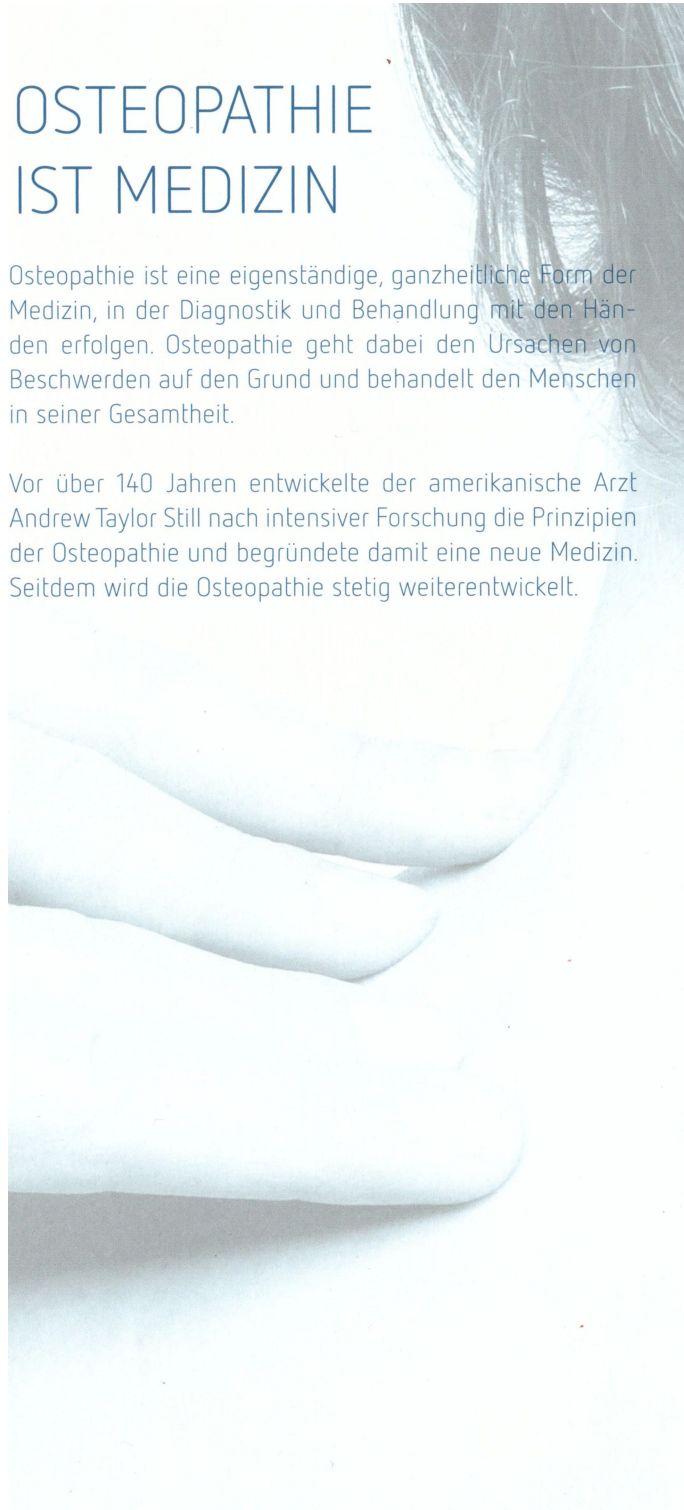 OSTEOPATHIE
IST MEDIZIN
Osteopathie ist eine eigenständige, ganzheitliche Form der
Medizin, in der Diagnostik und Behandlung mit den Hän-
den erfolgen. Osteopathie geht dabei den Ursachen von
Beschwerden auf den Grund und behandelt den Menschen
in seiner Gesamtheit.
Vor über 140 Jahren entwickelte der amerikanische Arzt
Andrew Taylor Still nach intensiver Forschung die Prinzipien
der Osteopathie und begründete damit eine neue Medizin.
Seitdem wird die Osteopathie stetig weiterentwickelt.